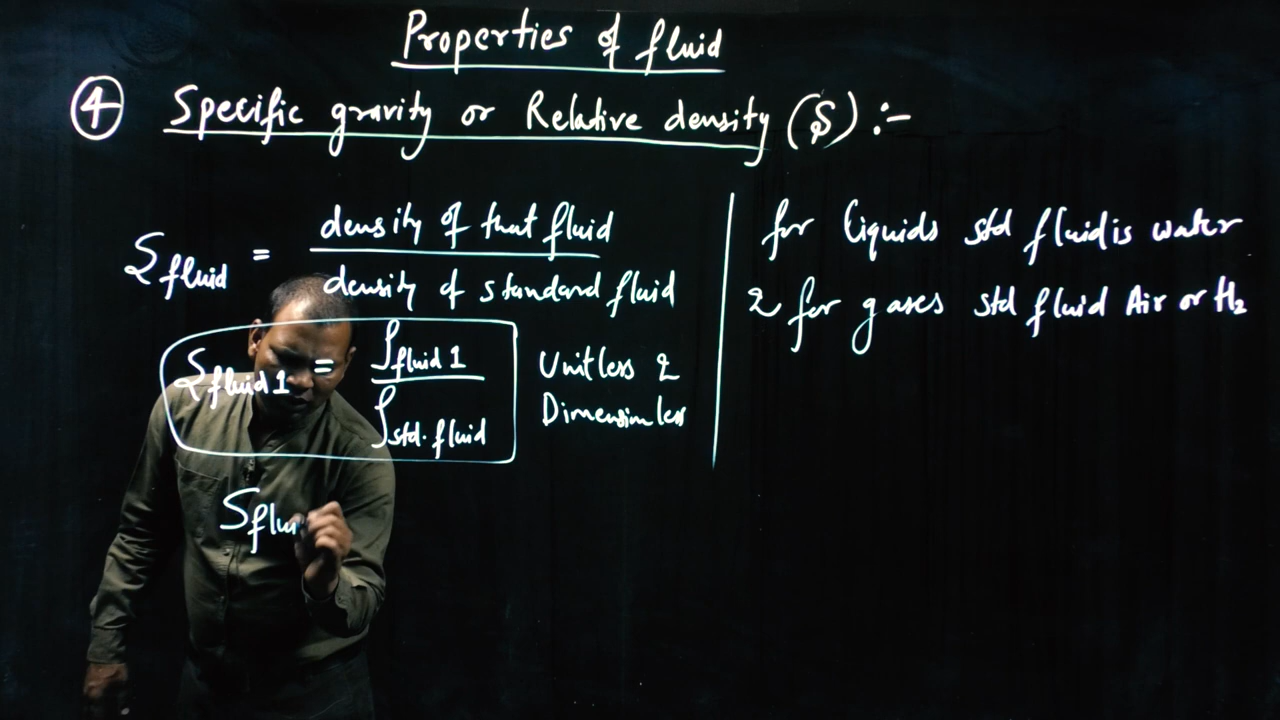 Properties of fluid
④ Specific gravity or Relative density (S) :-
S fluid = density of that fluid / density of standard fluid
S fluid 1 = ρ fluid 1 / ρ std. fluid
Unitless &
Dimensionless
S flui
for liquids std fluid is water
& for gases std fluid Air or H₂